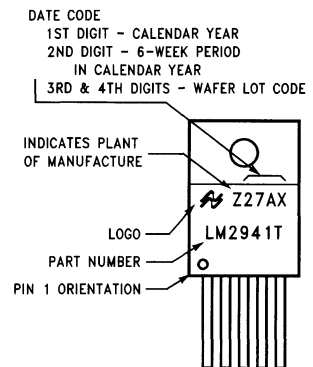 DATE CODE
1ST DIGIT - CALENDAR YEAR
2ND DIGIT - 6-WEEK PERIOD
IN CALENDAR YEAR
3RD & 4TH DIGITS - WAFER LOT CODE
INDICATES PLANT
OF MANUFACTURE
Z27AX
LOGO
LM2941T
PART NUMBER
PIN 1 ORIENTATION